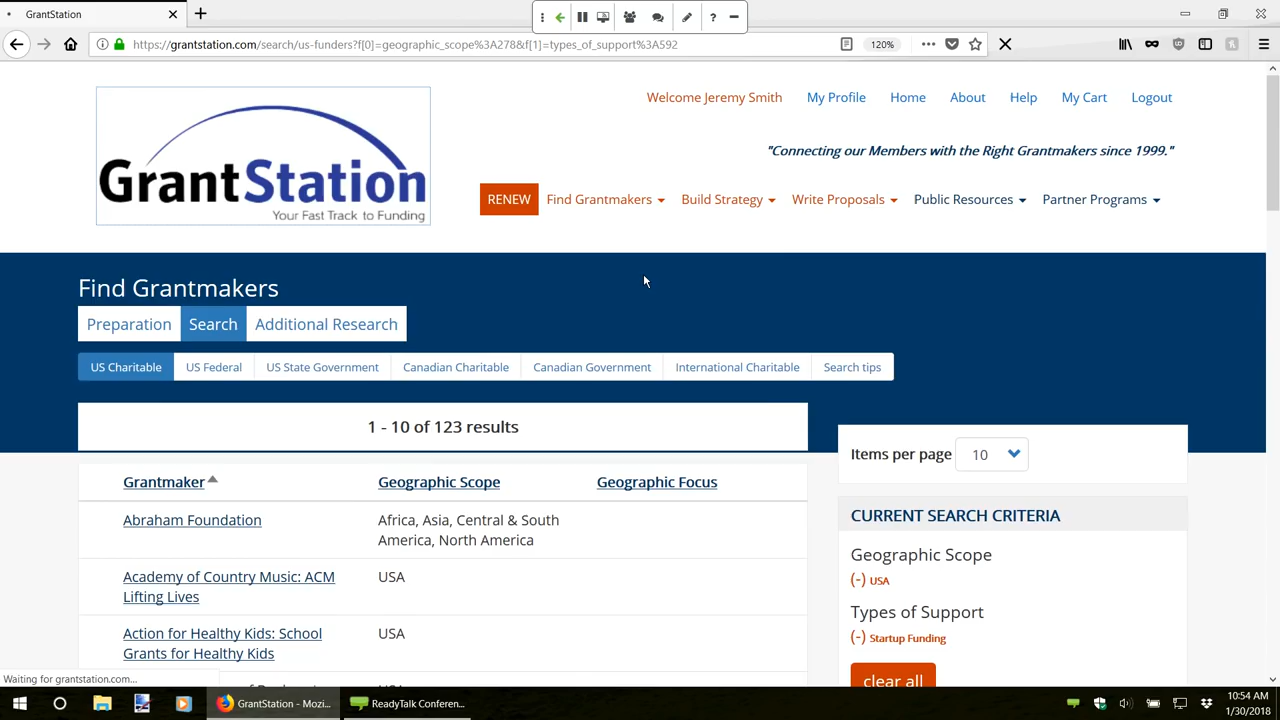 GrantStation
https://grantstation.com/search/us-funders?f[0]=geographic_scope%3A278&f[1]=types_of_support%3A592
120%
GrantStation
Your Fast Track to Funding
Welcome Jeremy Smith My Profile Home About Help My Cart Logout
"Connecting our Members with the Right Grantmakers since 1999."
RENEW Find Grantmakers Build Strategy Write Proposals Public Resources Partner Programs
Find Grantmakers
Preparation Search Additional Research
US Charitable US Federal US State Government Canadian Charitable Canadian Government International Charitable Search tips
1 - 10 of 123 results
Items per page 10
Grantmaker Geographic Scope Geographic Focus
CURRENT SEARCH CRITERIA
Abraham Foundation Africa, Asia, Central & South
America, North America
Geographic Scope
(-) USA
Academy of Country Music: ACM USA
Lifting Lives
Types of Support
(-) Startup Funding
Action for Healthy Kids: School USA
Grants for Healthy Kids
clear all
Waiting for grantstation.com...
GrantStation - Mozi...
ReadyTalk Conferen...
10:54 AM
1/30/2018